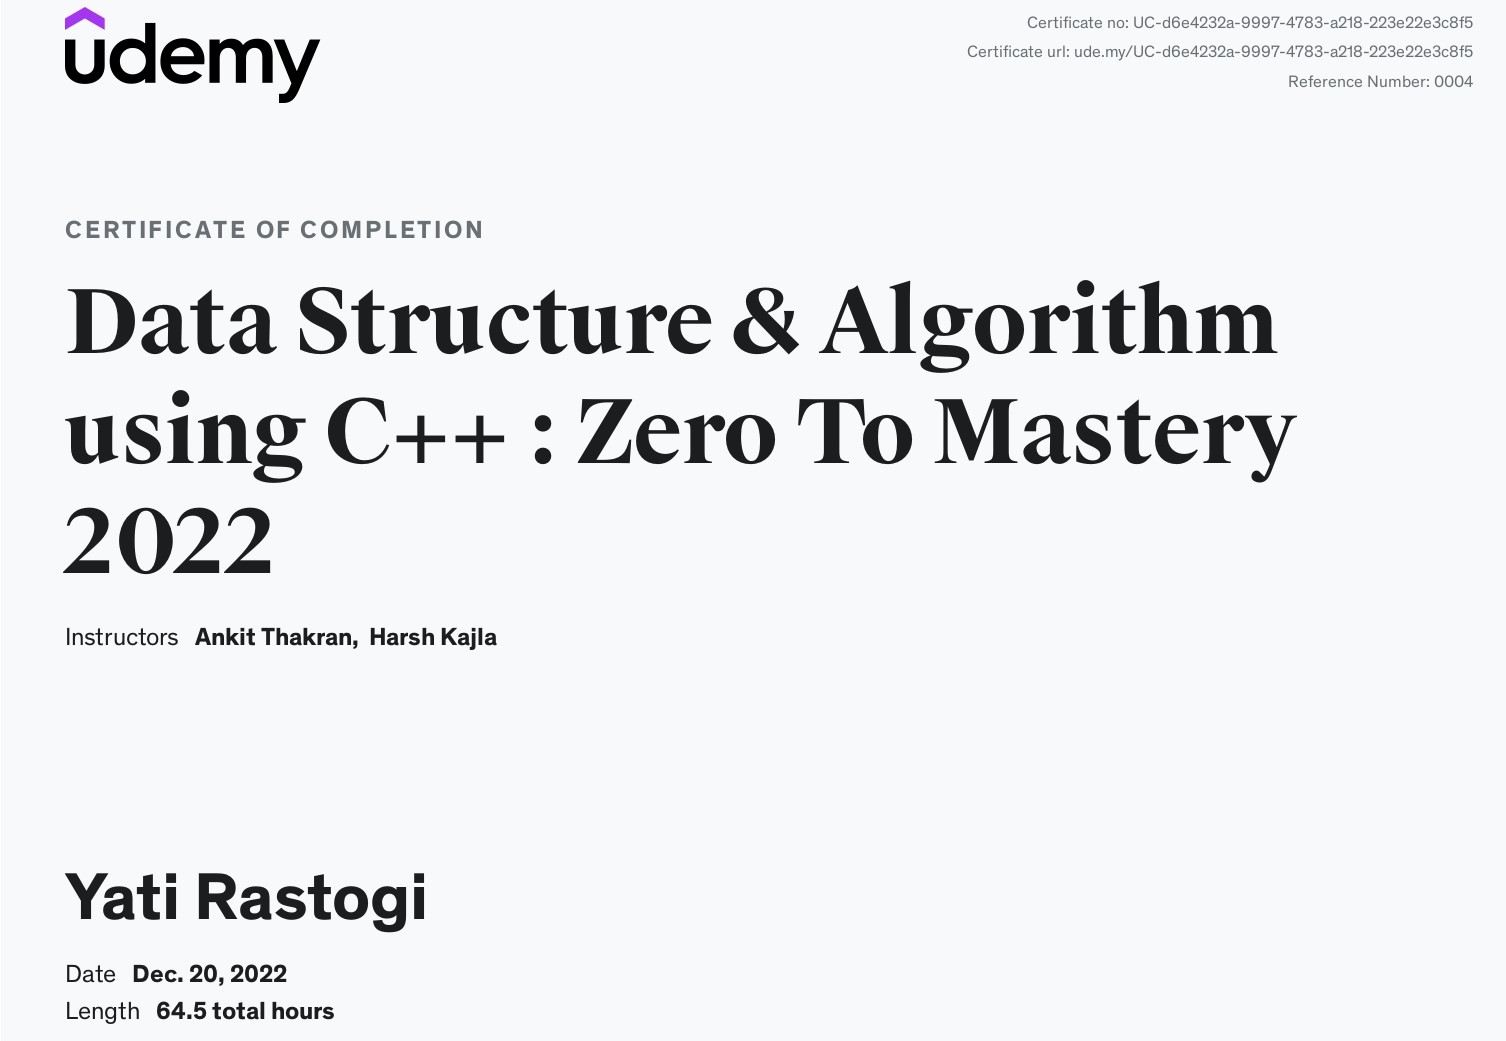 udemy
Certificate no: UC-d6e4232a-9997-4783-a218-223e22e3c8f5
Certificate url: ude.my/UC-d6e4232a-9997-4783-a218-223e22e3c8f5
Reference Number: 0004
CERTIFICATE OF COMPLETION
Data Structure & Algorithm
using C++ : Zero To Mastery
2022
Instructors Ankit Thakran, Harsh Kajla
Yati Rastogi
Date Dec. 20, 2022
Length 64.5 total hours